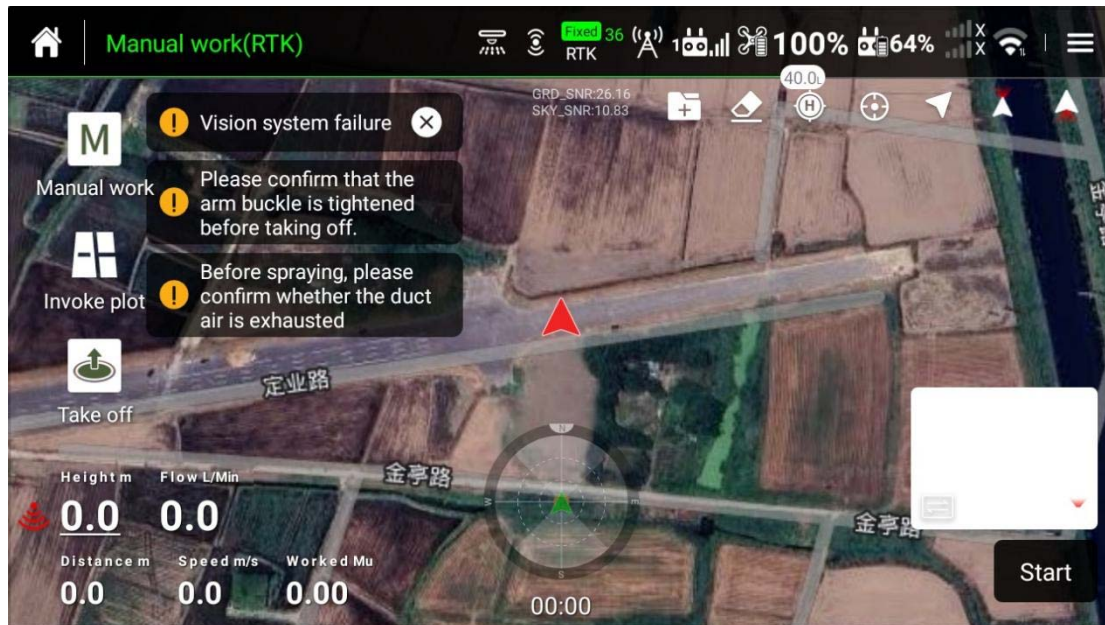 Manual work(RTK)
Fixed 36
RTK
1
100%
64%
X
X
40.0L
GRD_SNR:26.16
SKY_SNR:10.83
H
M
Manual work
Vision system failure
Please confirm that the
arm buckle is tightened
before taking off.
Invoke plot
Before spraying, please
confirm whether the duct
air is exhausted
Take off
定业路
金亭路
金亭路
N
W
S
Height m
Flow L/Min
0.0
0.0
Distance m
Speed m/s
Worked Mu
0.0
0.0
0.00
00:00
Start